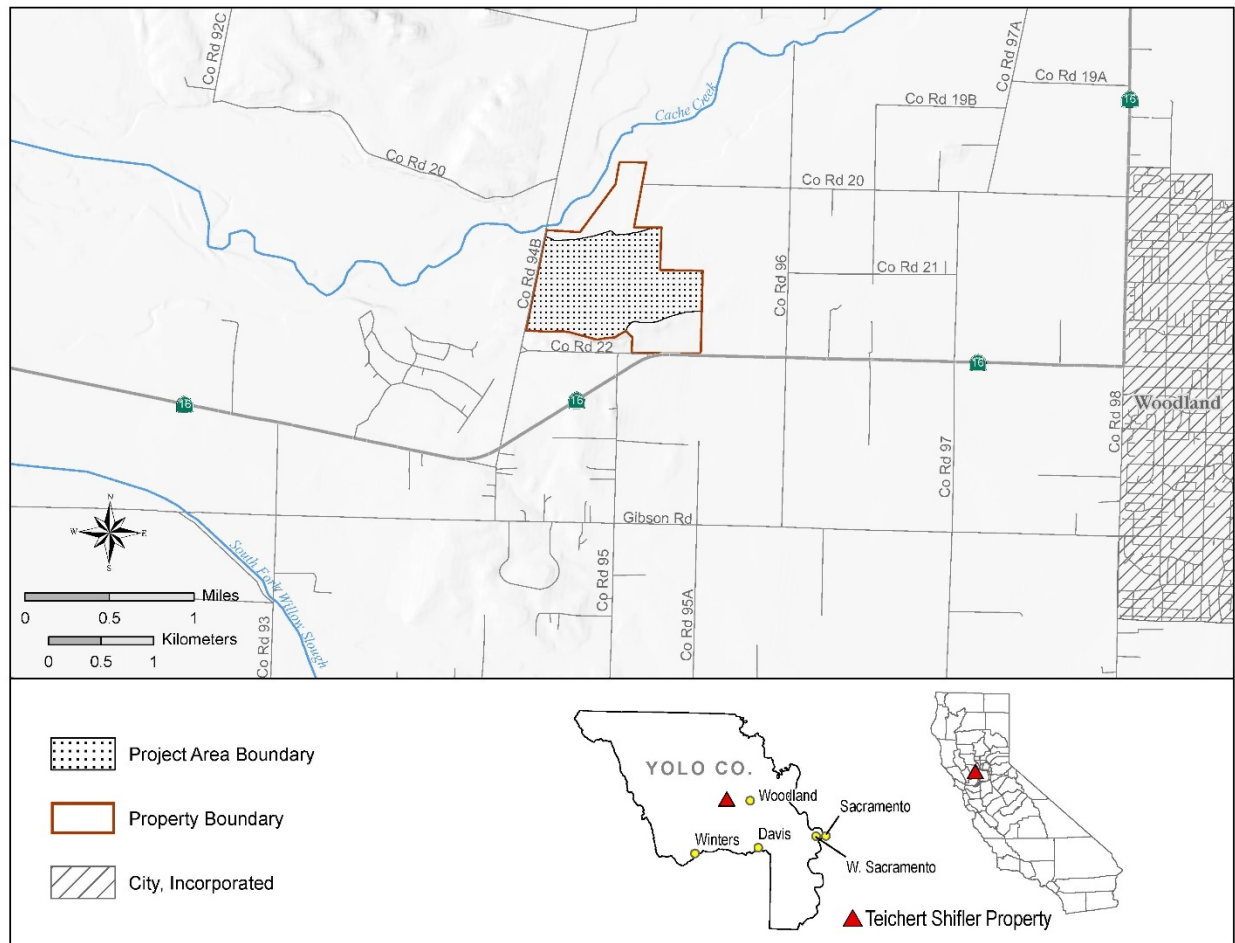 Co Rd 92C
Co Rd 97A
Co Rd 19A
16
Co Rd 19B
Cache Creek
Co Rd 20
Co Rd 20
Co Rd 94B
Co Rd 96
Co Rd 21
Co Rd 22
16
16
16
Co Rd 98
Woodland
Co Rd 97
Gibson Rd
N
W
E
S
South Fork Willow Slough
Co Rd 95
Co Rd 95A
Co Rd 93
Miles
0 0.5 1
Kilometers
0 0.5 1
Project Area Boundary
Property Boundary
City, Incorporated
YOLO CO.
Woodland
Sacramento
Winters
Davis
W. Sacramento
Teichert Shifler Property